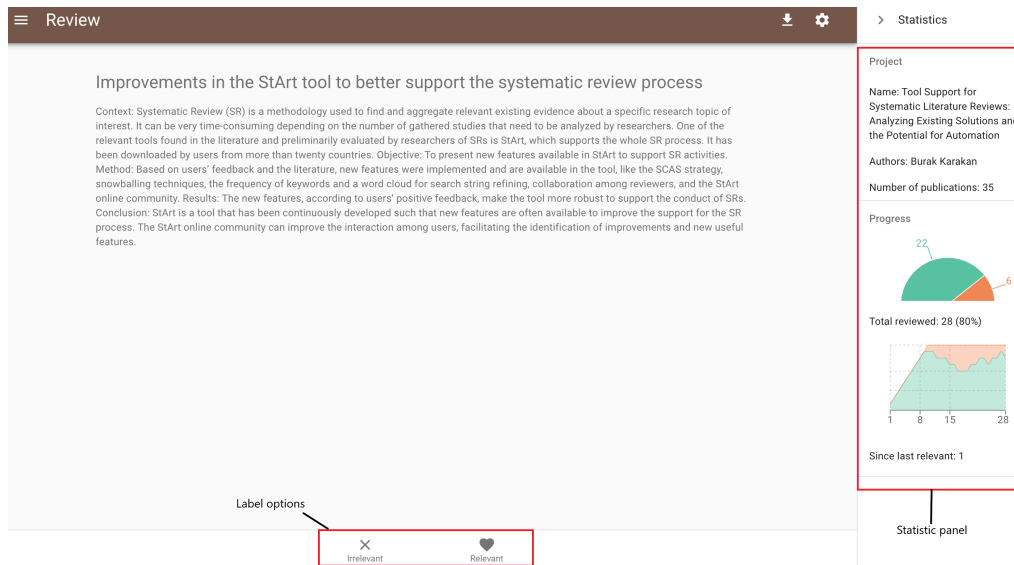 Review
Statistics
Improvements in the StArt tool to better support the systematic review process
Context: Systematic Review (SR) is a methodology used to find and aggregate relevant existing evidence about a specific research topic of
interest. It can be very time-consuming depending on the number of gathered studies that need to be analyzed by researchers. One of the
relevant tools found in the literature and preliminarily evaluated by researchers of SRs is StArt, which supports the whole SR process. It has
been downloaded by users from more than twenty countries. Objective: To present new features available in StArt to support SR activities.
Method: Based on users' feedback and the literature, new features were implemented and are available in the tool, like the SCAS strategy,
snowballing techniques, the frequency of keywords and a word cloud for search string refining, collaboration among reviewers, and the StArt
online community. Results: The new features, according to users' positive feedback, make the tool more robust to support the conduct of SRs.
Conclusion: StArt is a tool that has been continuously developed such that new features are often available to improve the support for the SR
process. The StArt online community can improve the interaction among users, facilitating the identification of improvements and new useful
features.
Project
Name: Tool Support for
Systematic Literature Reviews:
Analyzing Existing Solutions and
the Potential for Automation
Authors: Burak Karakan
Number of publications: 35
Progress
22
6
Total reviewed: 28 (80%)
1 8 15 28
Since last relevant: 1
Statistic panel
Label options
Irrelevant
Relevant